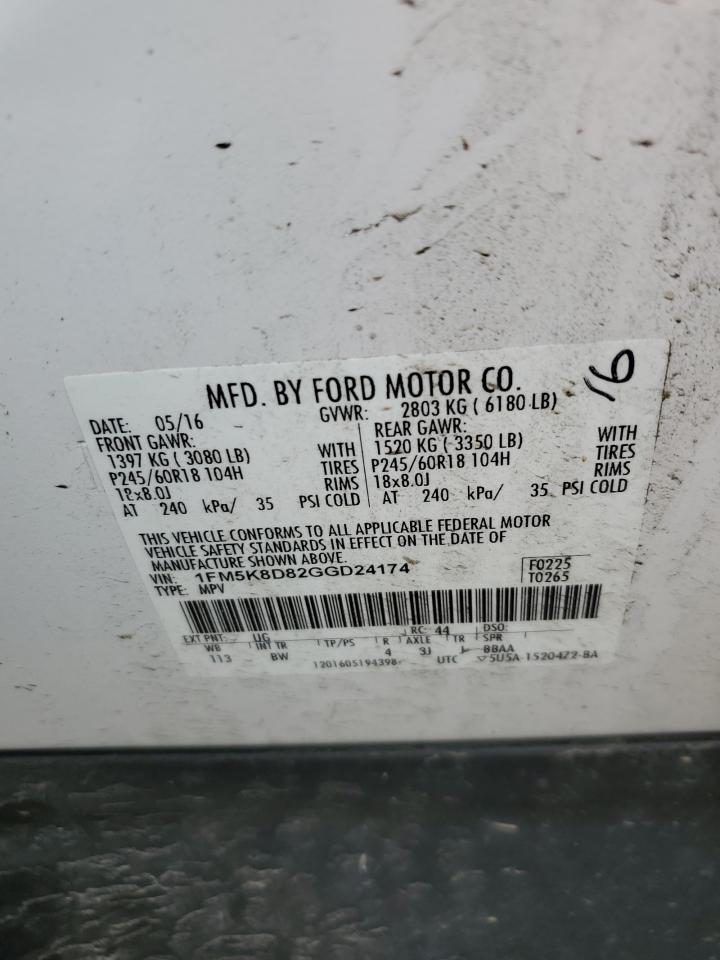 16
MFD. BY FORD MOTOR CO.
DATE: 05/16 GVWR: 2803 KG ( 6180 LB)
FRONT GAWR: REAR GAWR:
1397 KG ( 3080 LB) WITH 1520 KG ( 3350 LB) WITH
P245/60R18 104H TIRES P245/60R18 104H TIRES
18x8.0J RIMS 18x8.0J RIMS
AT 240 kPa/ 35 PSI COLD AT 240 kPa/ 35 PSI COLD
THIS VEHICLE CONFORMS TO ALL APPLICABLE FEDERAL MOTOR
VEHICLE SAFETY STANDARDS IN EFFECT ON THE DATE OF
MANUFACTURE SHOWN ABOVE.
VIN: 1FM5K8D82GGD24174 F0225
TYPE: MPV T0265
EXT PNT: UG RC: 44 DSO:
WB INT TR TP/PS R AXLE TR SPR
113 BW 4 3J BBAA
1201605194398 UTC 5U5A-1520472-BA